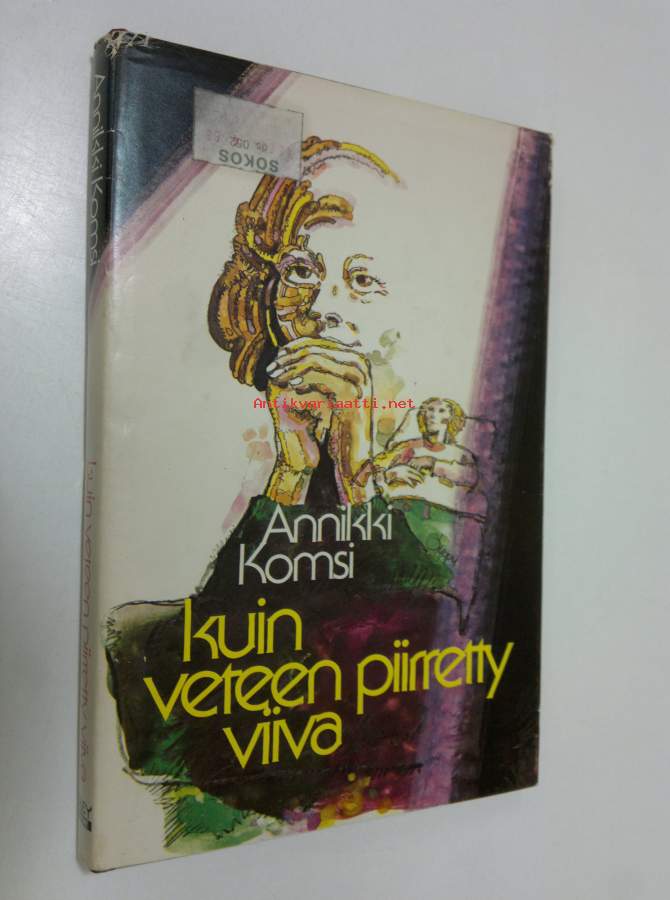 SOKOS
Antikvariaatti.net
Annikki
Komsi
kuin
veteen piirretty
viiva
Annikki Komsi
kuin veteen piirretty viiva